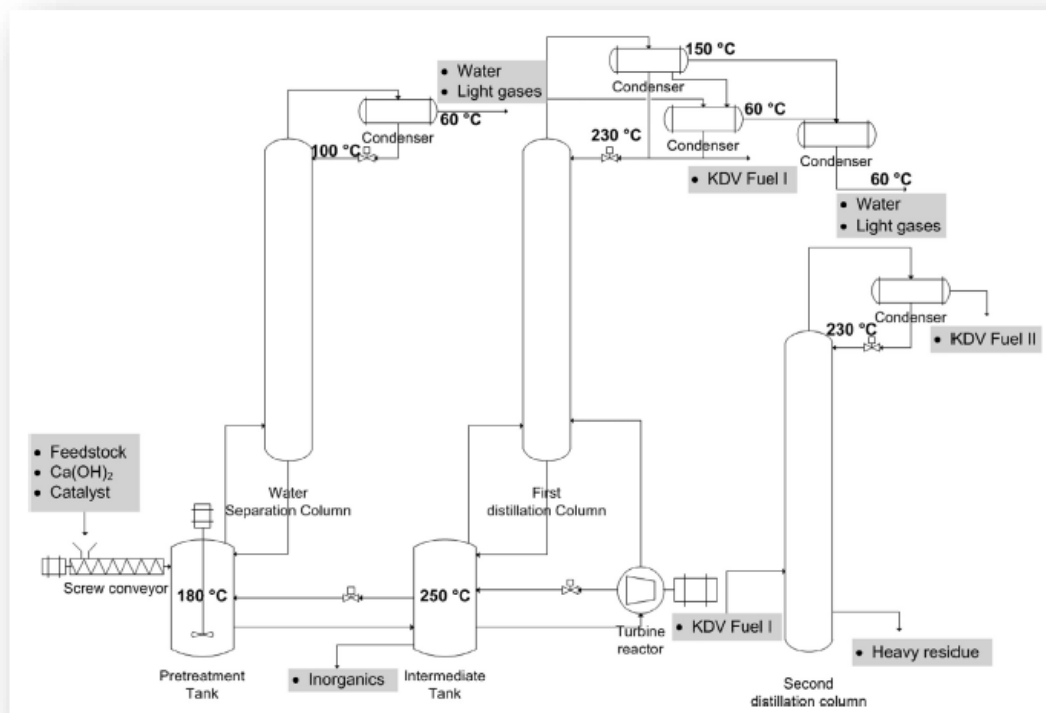 150 °C
• Water
• Light gases
Condenser
60 °C
Condenser
60 °C
100 °C
230 °C
Condenser
Condenser
• KDV Fuel I
60 °C
• Water
• Light gases
Condenser
230 °C
• KDV Fuel II
• Feedstock
• Ca(OH)₂
• Catalyst
Water
Separation Column
First
distillation Column
Screw conveyor
180 °C
250 °C
Turbine
reactor
• KDV Fuel I
• Heavy residue
Pretreatment
Tank
• Inorganics
Intermediate
Tank
Second
distillation column